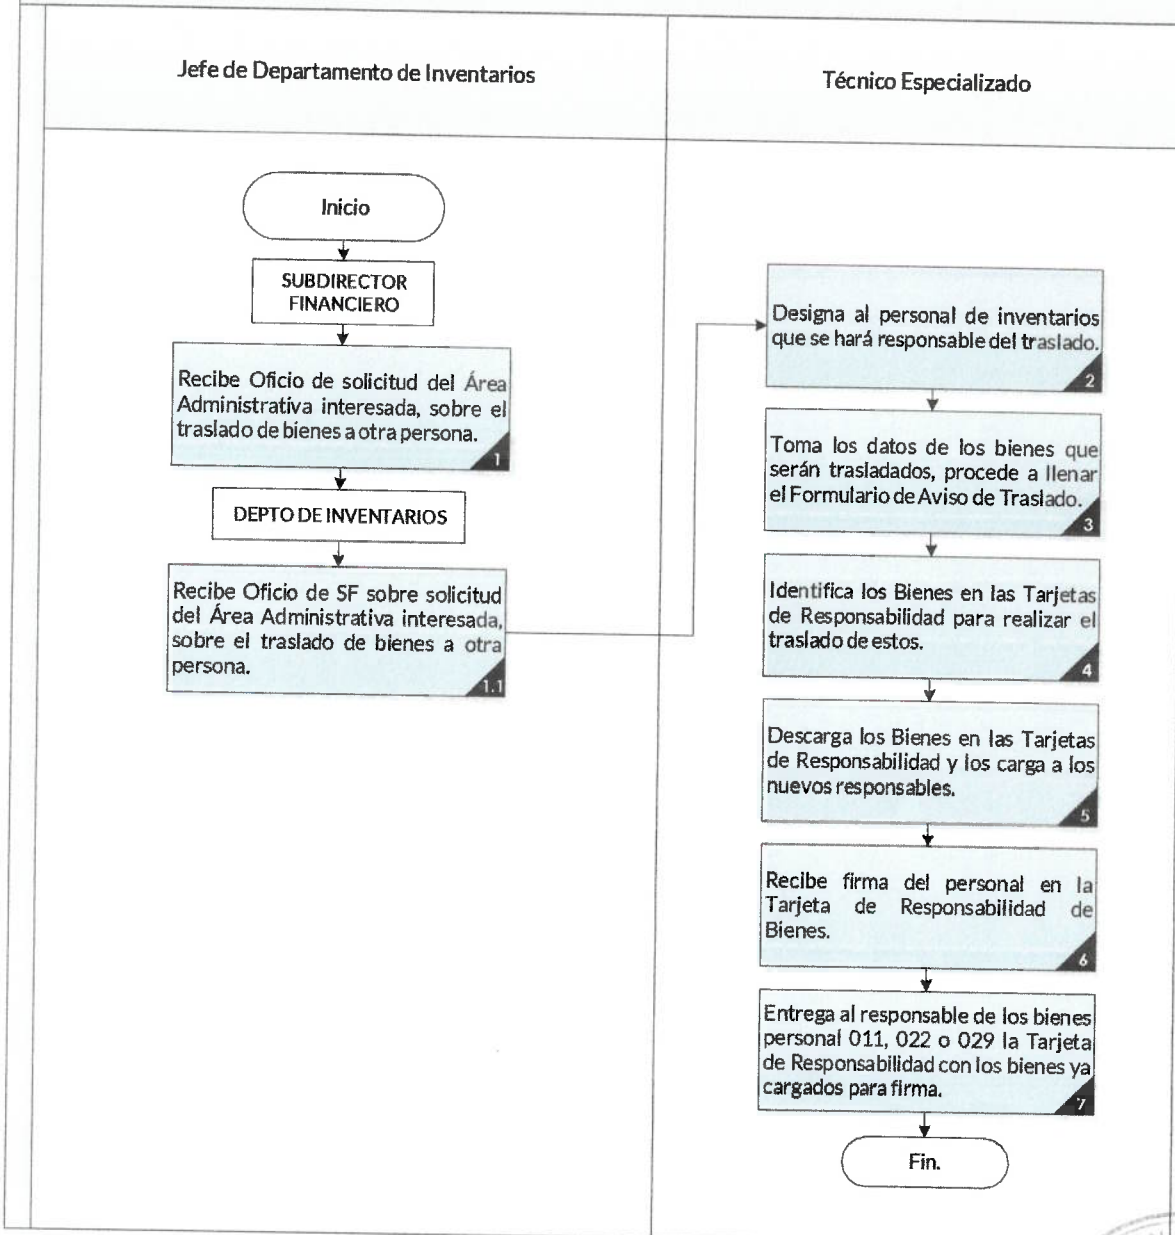 Jefe de Departamento de Inventarios
Técnico Especializado
Inicio
SUBDIRECTOR
FINANCIERO
Recibe Oficio de solicitud del Área
Administrativa interesada, sobre el
traslado de bienes a otra persona.
1
DEPTO DE INVENTARIOS
Recibe Oficio de SF sobre solicitud
del Área Administrativa interesada,
sobre el traslado de bienes a otra
persona.
1.1
Designa al personal de inventarios
que se hará responsable del traslado.
2
Toma los datos de los bienes que
serán trasladados, procede a llenar
el Formulario de Aviso de Traslado.
3
Identifica los Bienes en las Tarjetas
de Responsabilidad para realizar el
traslado de estos.
4
Descarga los Bienes en las Tarjetas
de Responsabilidad y los carga a los
nuevos responsables.
5
Recibe firma del personal en la
Tarjeta de Responsabilidad de
Bienes.
6
Entrega al responsable de los bienes
personal 011, 022 o 029 la Tarjeta
de Responsabilidad con los bienes ya
cargados para firma.
7
Fin.